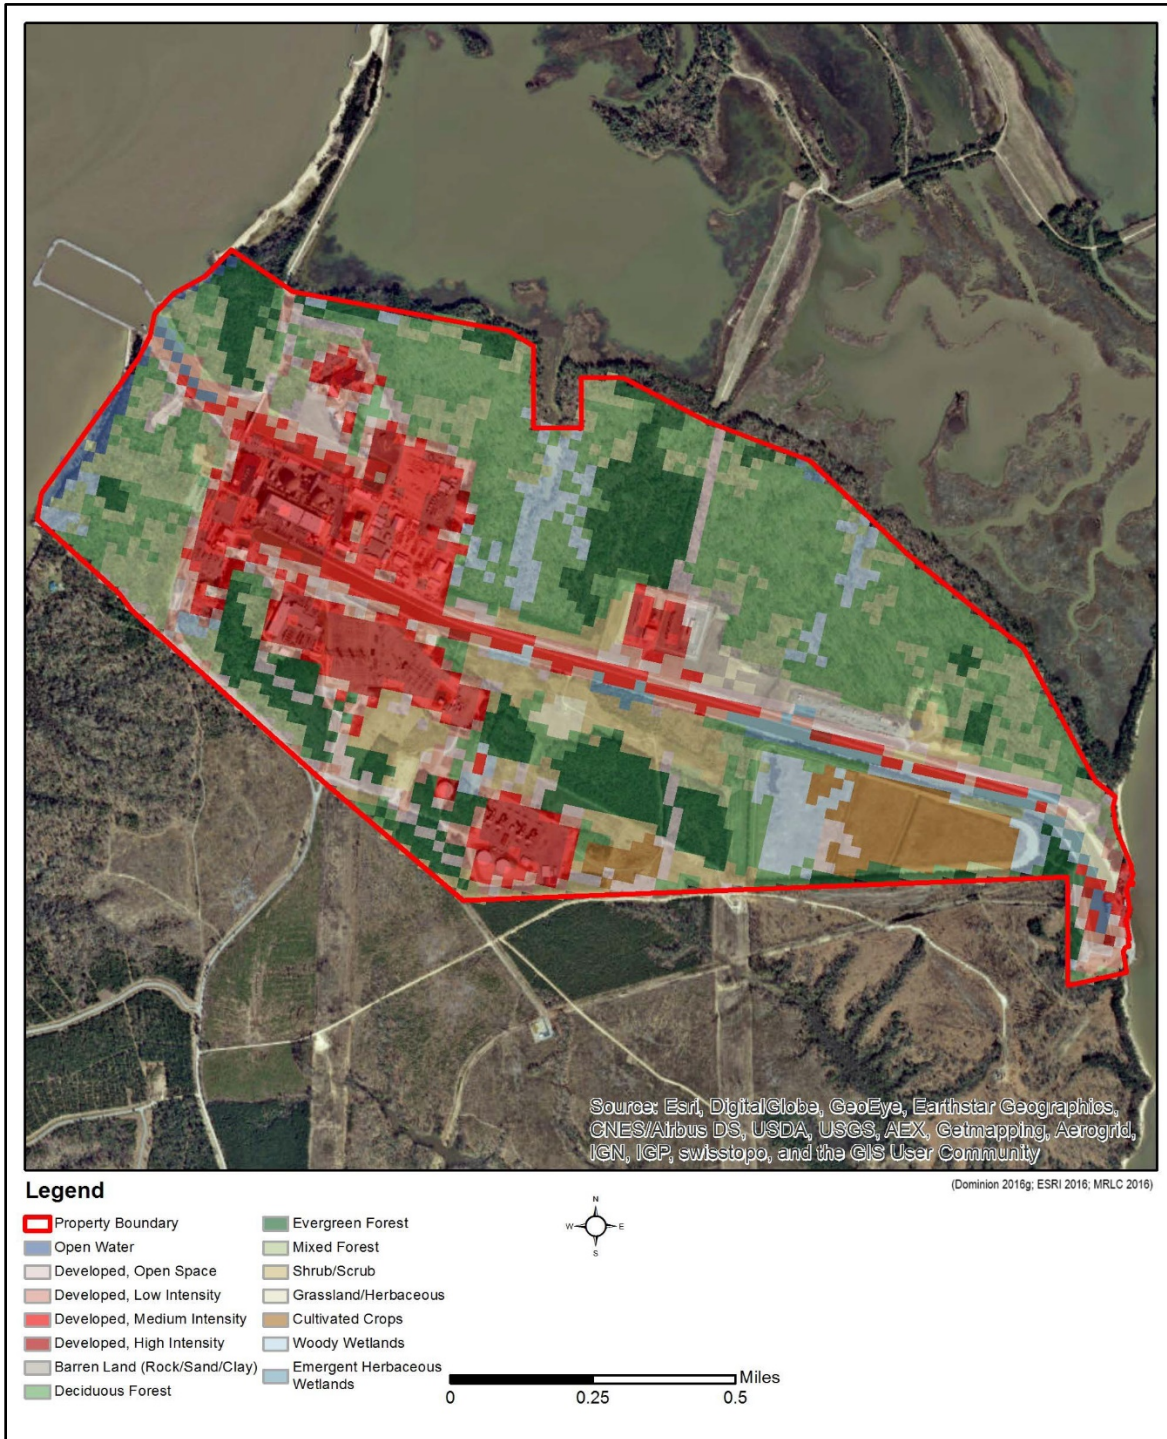 Source: Esri, DigitalGlobe, GeoEye, Earthstar Geographics,
CNES/Airbus DS, USDA, USGS, AEX, Getmapping, Aerogrid,
IGN, IGP, swisstopo, and the GIS User Community
(Dominion 2016g; ESRI 2016; MRLC 2016)
Legend
Property Boundary
Open Water
Developed, Open Space
Developed, Low Intensity
Developed, Medium Intensity
Developed, High Intensity
Barren Land (Rock/Sand/Clay)
Deciduous Forest
Evergreen Forest
Mixed Forest
Shrub/Scrub
Grassland/Herbaceous
Cultivated Crops
Woody Wetlands
Emergent Herbaceous
Wetlands
N
W E
S
Miles
0 0.25 0.5